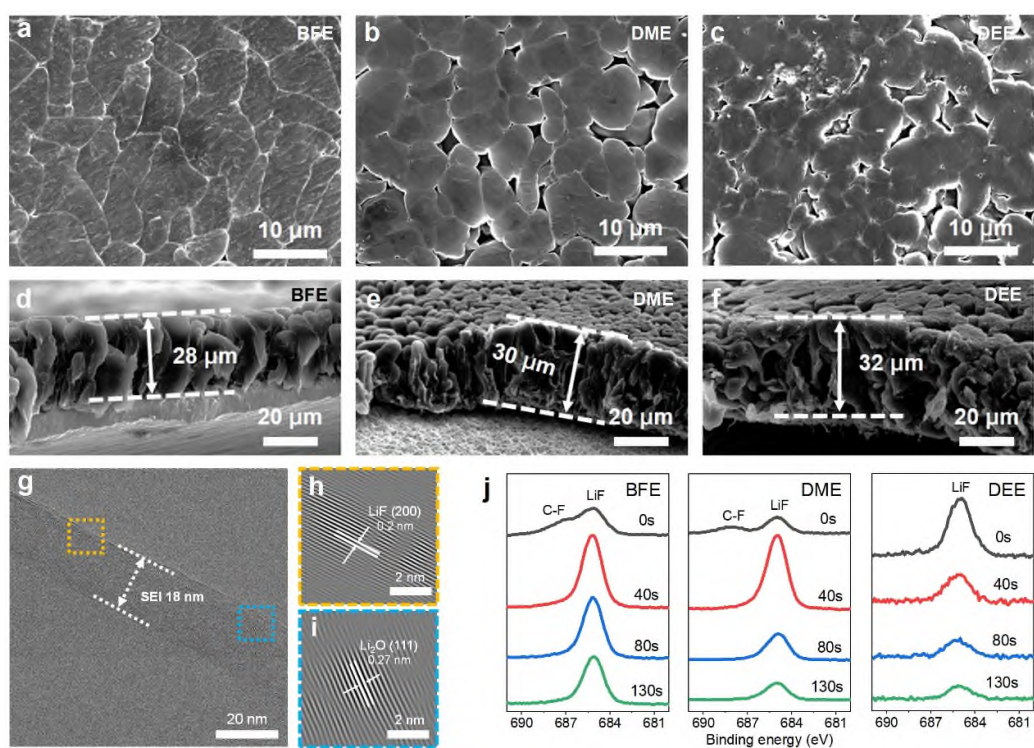 a BFE
10 µm
b DME
10 µm
c DEE
10 µm
d BFE
28 µm
20 µm
e DME
30 µm
20 µm
f DEE
32 µm
20 µm
g
SEI 18 nm
20 nm
h
LiF (200)
0.2 nm
2 nm
i
Li₂O (111)
0.27 nm
2 nm
j
BFE
C-F LiF
0s
40s
80s
130s
690 687 684 681
DME
C-F LiF
0s
40s
80s
130s
690 687 684 681
DEE
LiF
0s
40s
80s
130s
690 687 684 681
Binding energy (eV)